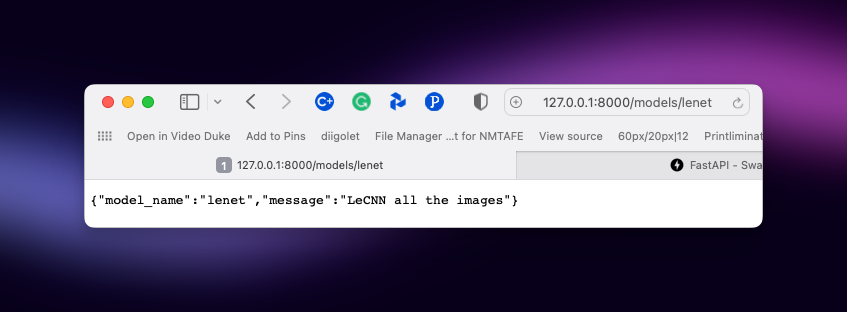 C+ G P 127.0.0.1:8000/models/lenet
Open in Video Duke Add to Pins diigolet File Manager ...t for NMTAFE View source 60px/20px|12 Printliminat
1 127.0.0.1:8000/models/lenet FastAPI - Swa
{"model_name":"lenet","message":"LeCNN all the images"}